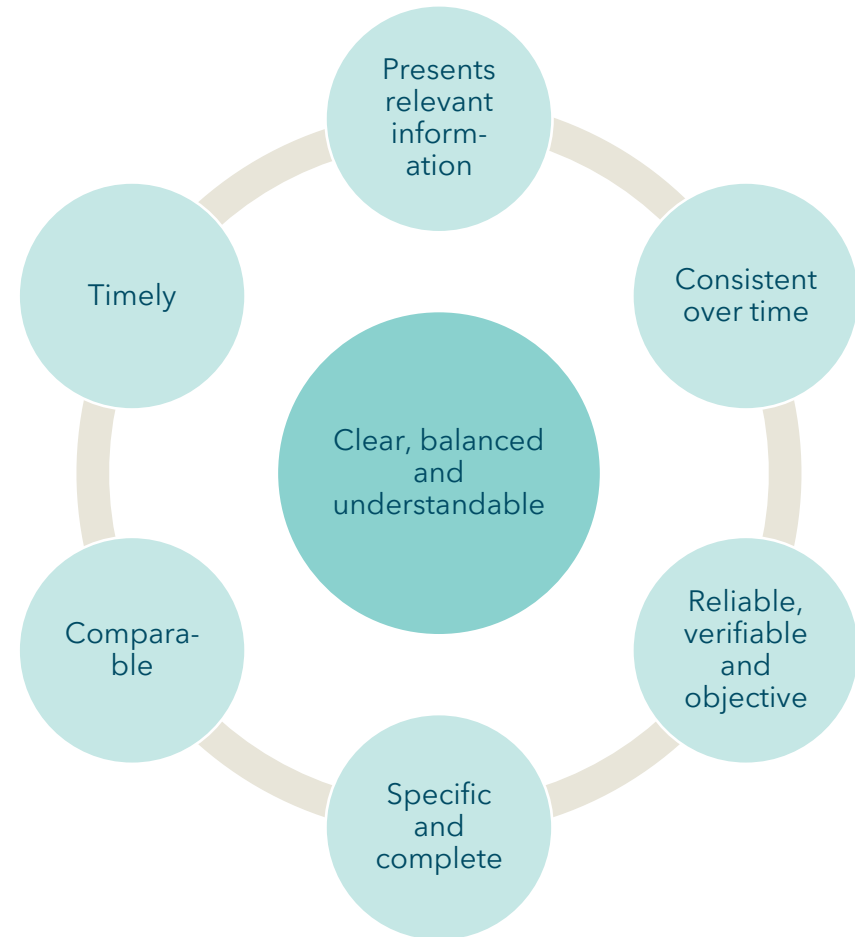 Presents
relevant
inform-
ation
Consistent
over time
Reliable,
verifiable
and
objective
Specific
and
complete
Compara-
ble
Timely
Clear, balanced
and
understandable